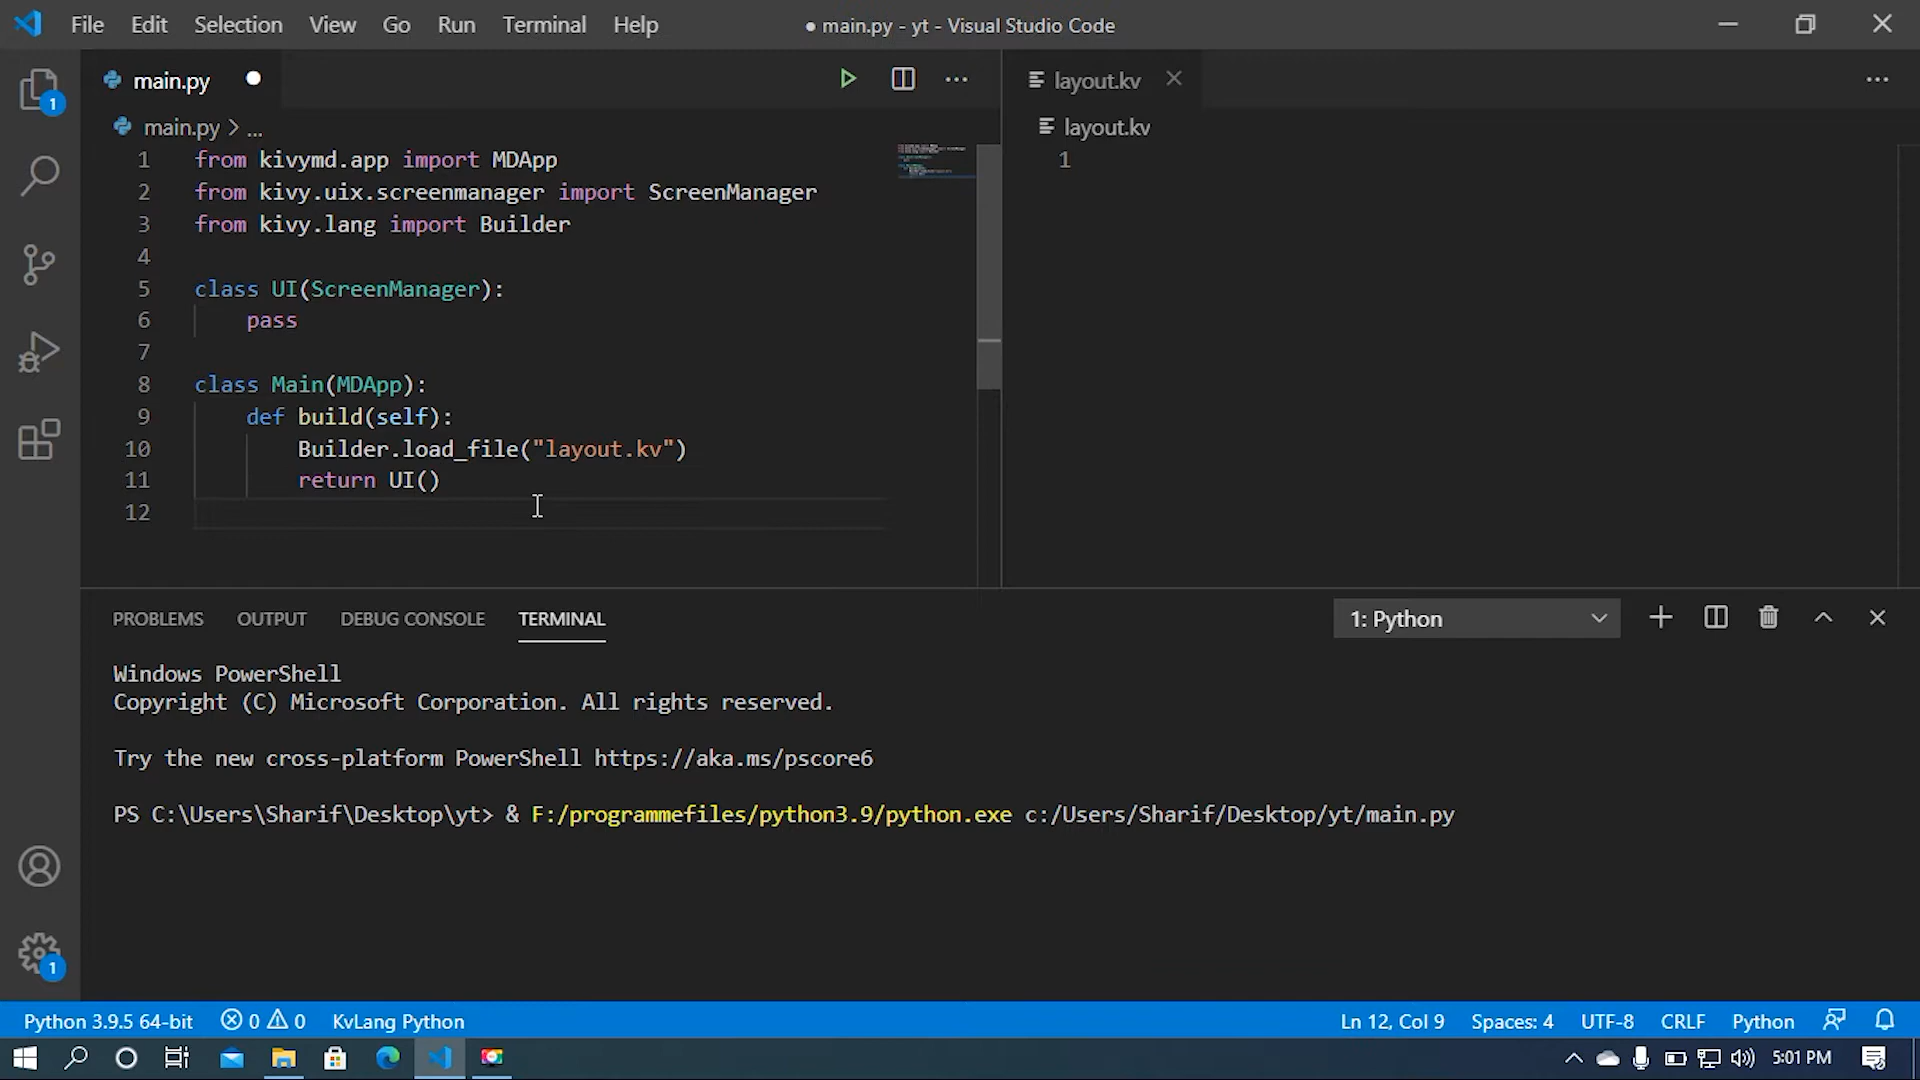 File Edit Selection View Go Run Terminal Help ● main.py - yt - Visual Studio Code
main.py
main.py > ...
1 from kivymd.app import MDApp
2 from kivy.uix.screenmanager import ScreenManager
3 from kivy.lang import Builder
4
5 class UI(ScreenManager):
6 pass
7
8 class Main(MDApp):
9 def build(self):
10 Builder.load_file("layout.kv")
11 return UI()
12
layout.kv
layout.kv
1
1
1
PROBLEMS OUTPUT DEBUG CONSOLE TERMINAL 1: Python
Windows PowerShell
Copyright (C) Microsoft Corporation. All rights reserved.
Try the new cross-platform PowerShell https://aka.ms/pscore6
PS C:\Users\Sharif\Desktop\yt> & F:/programmefiles/python3.9/python.exe c:/Users/Sharif/Desktop/yt/main.py
Python 3.9.5 64-bit 0 0 KvLang Python Ln 12, Col 9 Spaces: 4 UTF-8 CRLF Python
5:01 PM